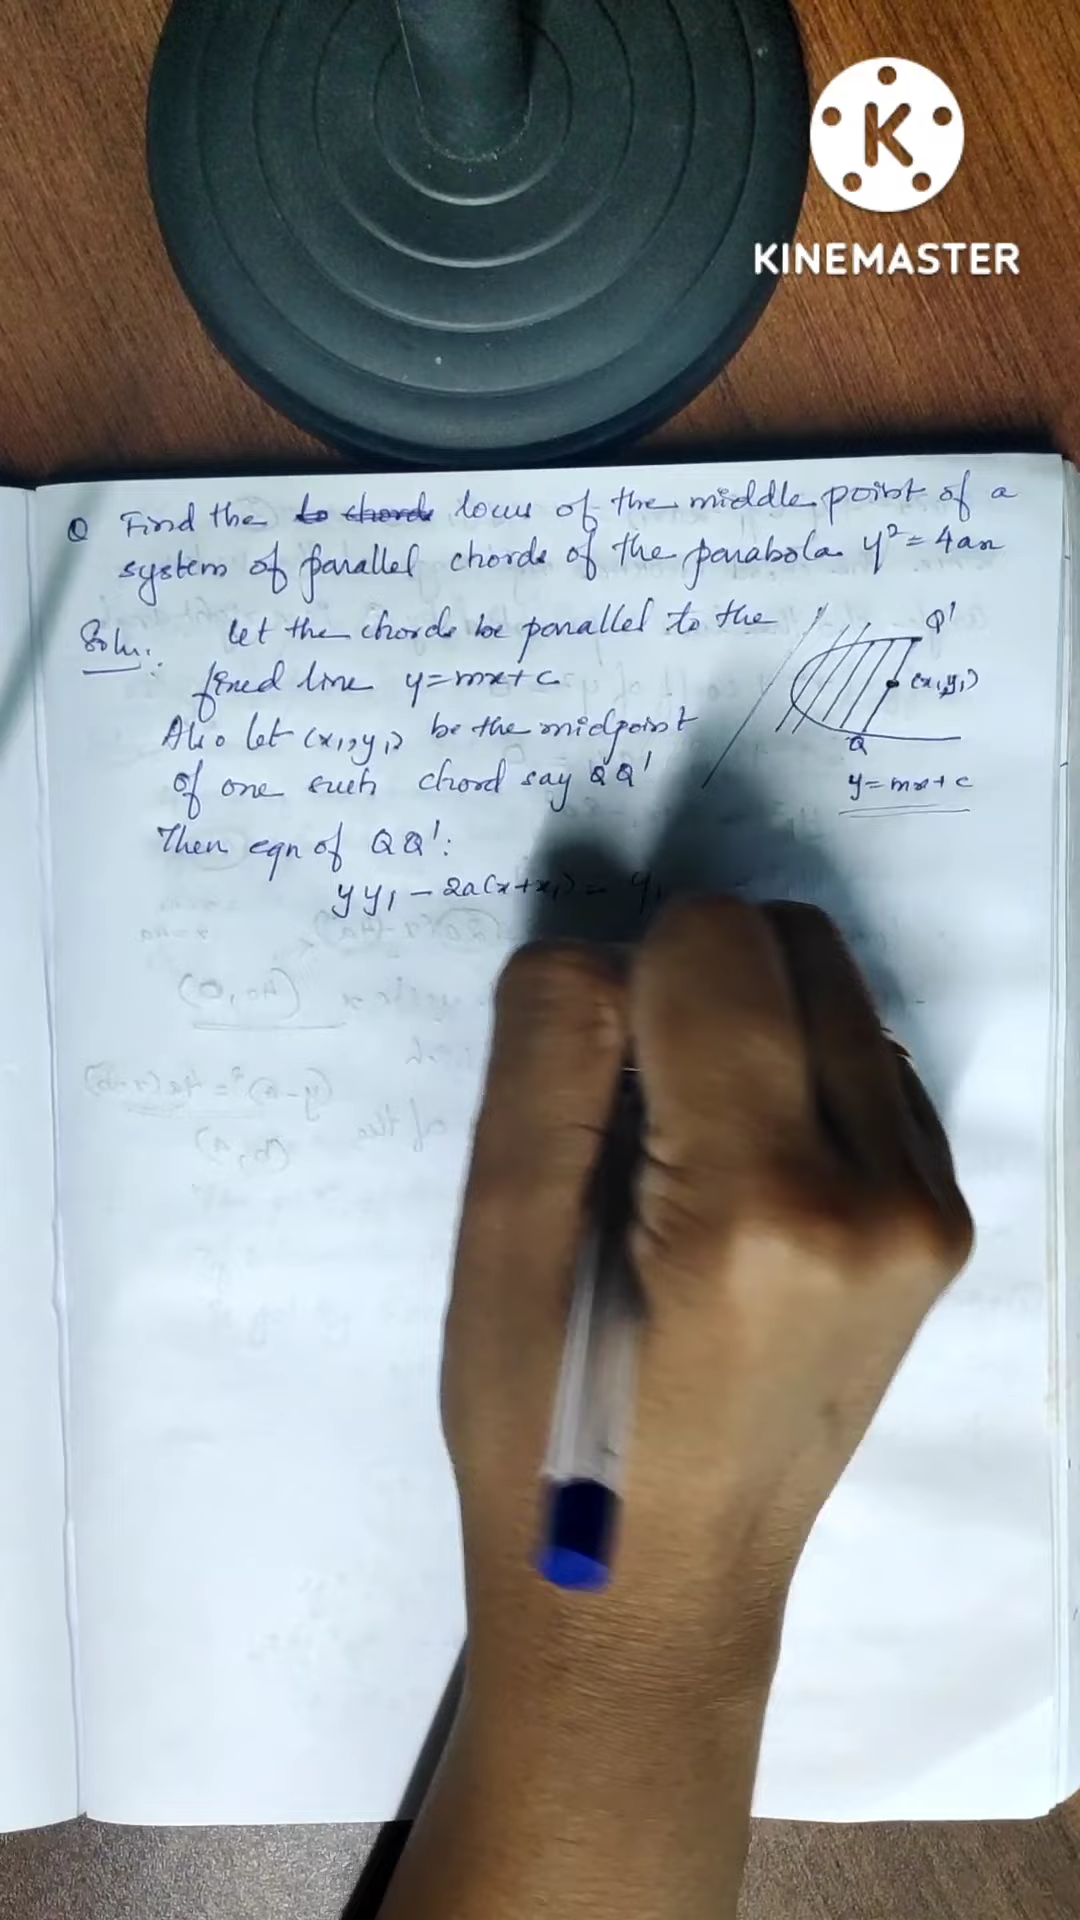 K
KINEMASTER
Q Find the locus of the middle point of a
system of parallel chords of the parabola y² = 4ax
Soln: Let the chords be parallel to the
fixed line y=mx+c
Also let (x₁,y₁) be the midpoint
of one such chord say QQ'
Then eqn of QQ':
yy₁ - 2a(x+x₁) = y₁
Q'
(x₁,y₁)
Q
y=mx+c